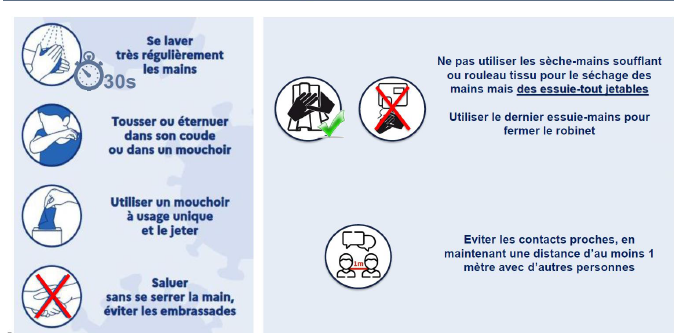 Se laver
très régulièrement
les mains
30s
Tousser ou éternuer
dans son coude
ou dans un mouchoir
Utiliser un mouchoir
à usage unique
et le jeter
Saluer
sans se serrer la main,
éviter les embrassades
Ne pas utiliser les sèche-mains soufflant
ou rouleau tissu pour le séchage des
mains mais des essuie-tout jetables
Utiliser le dernier essuie-mains pour
fermer le robinet
1m
Eviter les contacts proches, en
maintenant une distance d'au moins 1
mètre avec d'autres personnes